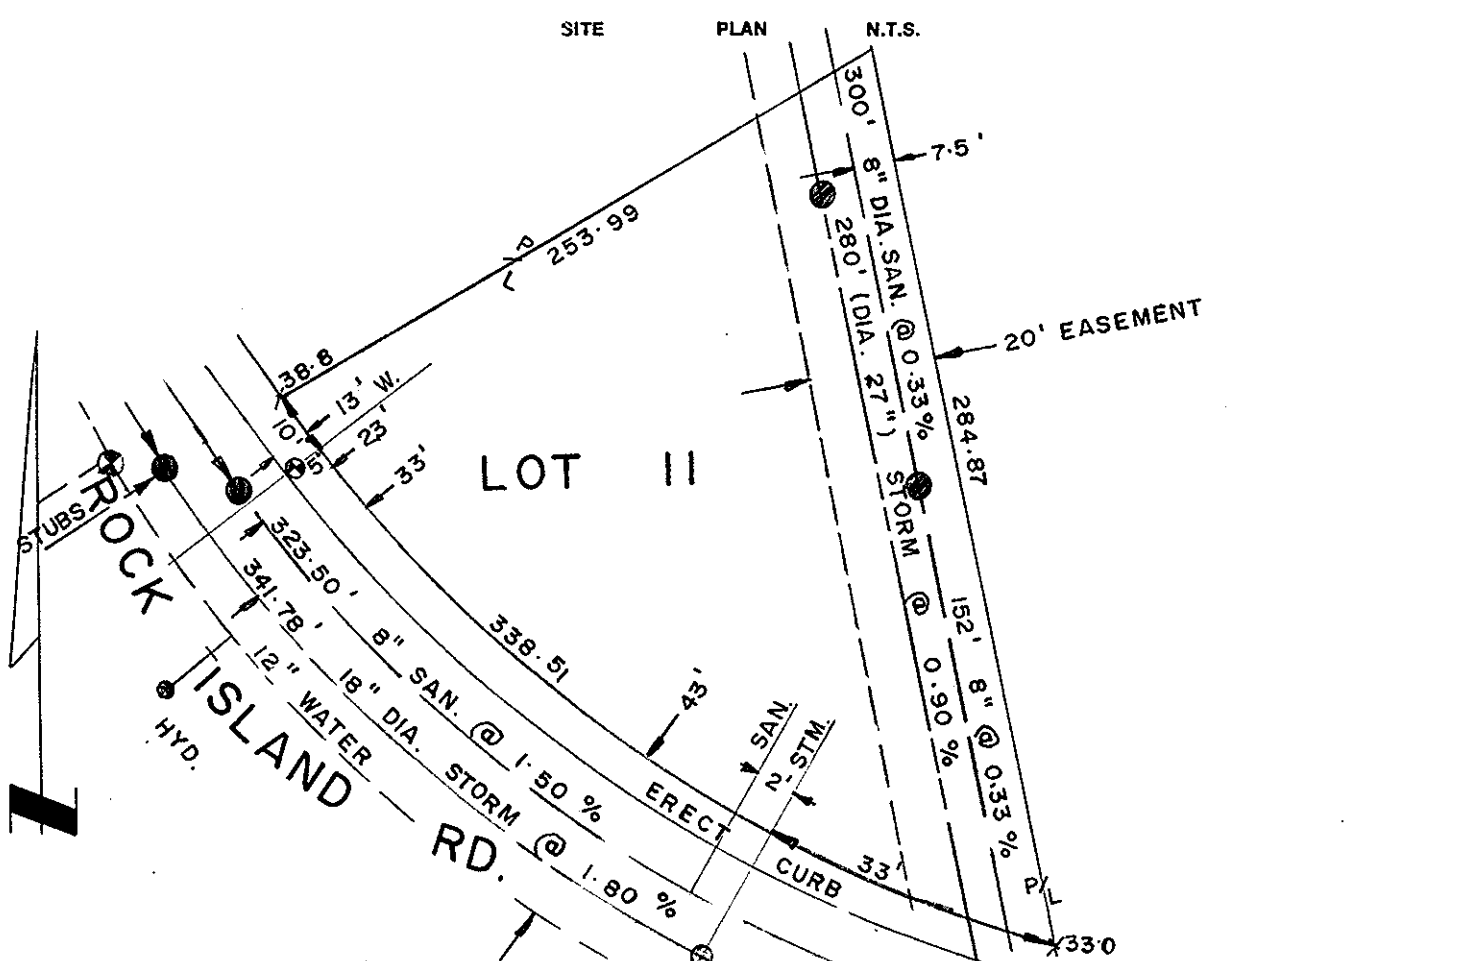 SITE PLAN N.T.S.
300' 8" DIA. SAN. @ 0.33%
7.5'
280' (DIA. 27") STORM @ 0.90 %
P/L 253.99
20' EASEMENT
284.87
38.8
13' W.
10'
23'
5'
33'
LOT 11
STUBS
ROCK ISLAND RD.
323.50' 8" SAN. @ 1.50 %
341.78' 18" DIA. STORM @ 1.80 %
12" WATER
HYD.
338.51
43'
SAN.
2' STM.
152' 8" @ 0.33 %
ERECT CURB
33'
P/L
33.0